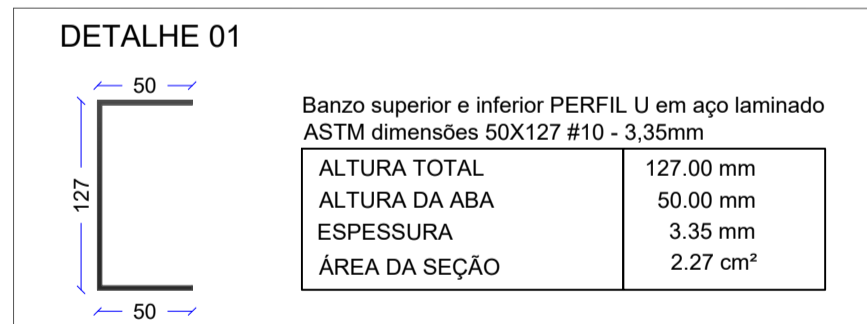 DETALHE 01
50
127
50
Banzo superior e inferior PERFIL U em aço laminado
ASTM dimensões 50X127 #10 - 3,35mm
ALTURA TOTAL 127.00 mm
ALTURA DA ABA 50.00 mm
ESPESSURA 3.35 mm
ÁREA DA SEÇÃO 2.27 cm²